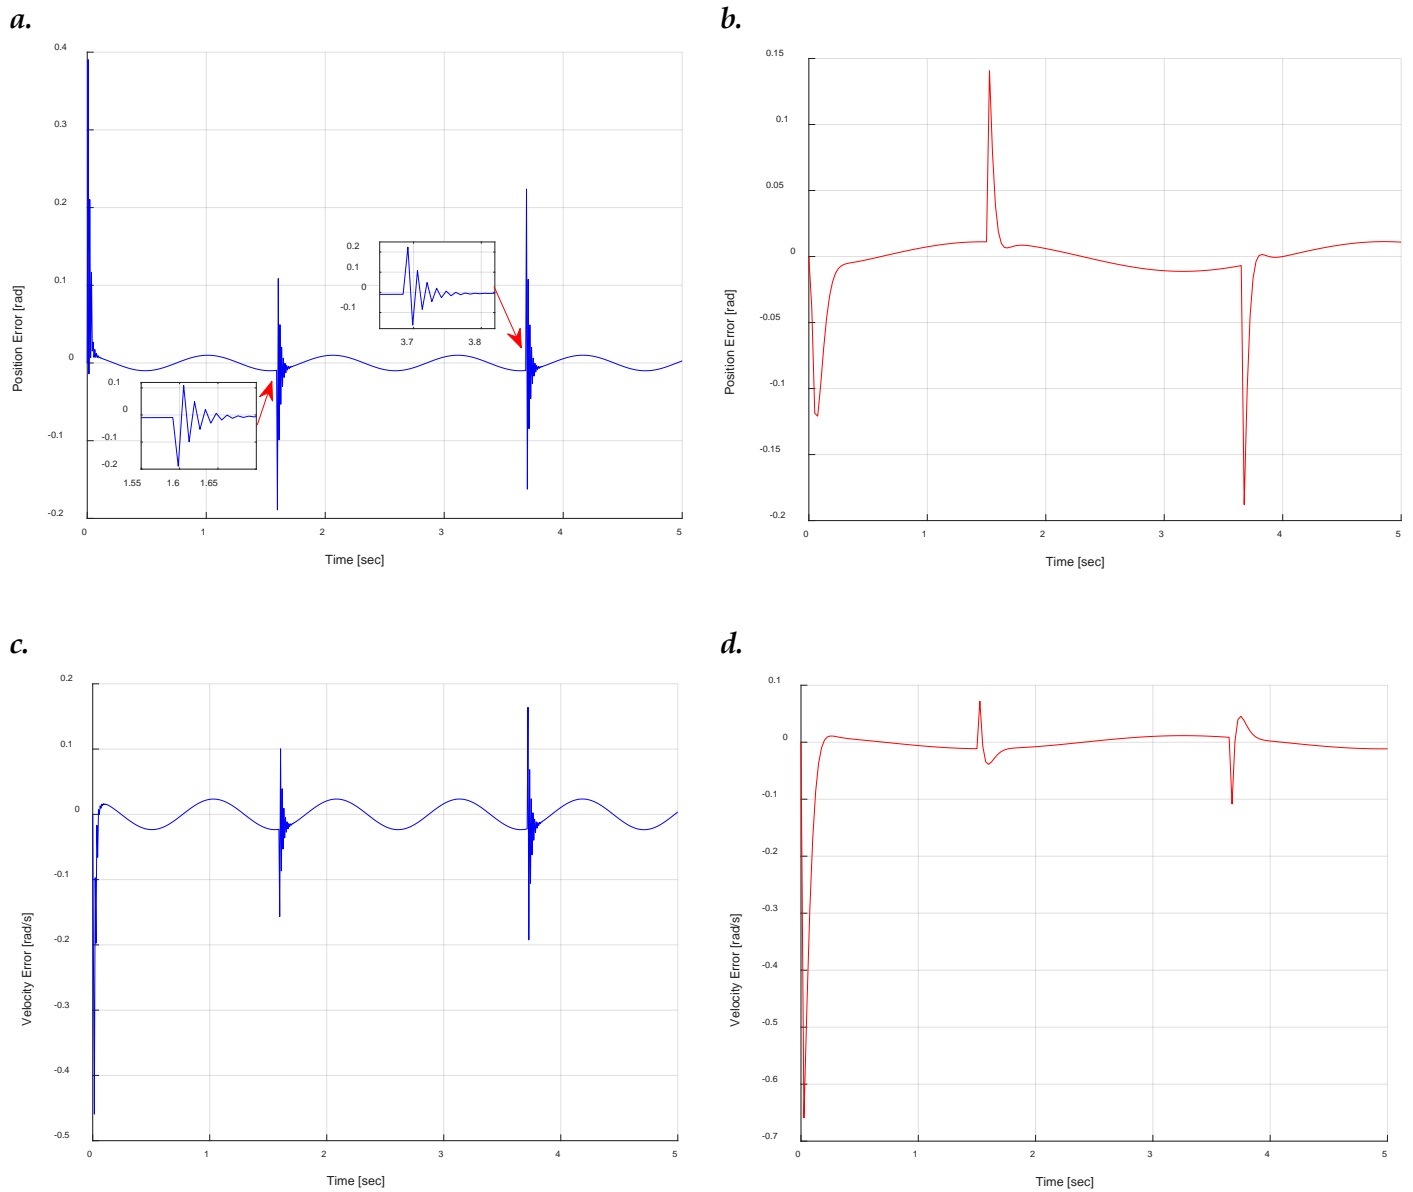 a.
0.4
0.3
0.2
0.1
0
-0.1
-0.2
0 1 2 3 4 5
Position Error [rad]
Time [sec]
0.2
0.1
0
-0.1
3.7 3.8
0.1
0
-0.1
-0.2
1.55 1.6 1.65
b.
0.15
0.1
0.05
0
-0.05
-0.1
-0.15
-0.2
0 1 2 3 4 5
Position Error [rad]
Time [sec]
c.
0.2
0.1
0
-0.1
-0.2
-0.3
-0.4
-0.5
0 1 2 3 4 5
Velocity Error [rad/s]
Time [sec]
d.
0.1
0
-0.1
-0.2
-0.3
-0.4
-0.5
-0.6
-0.7
0 1 2 3 4 5
Velocity Error [rad/s]
Time [sec]